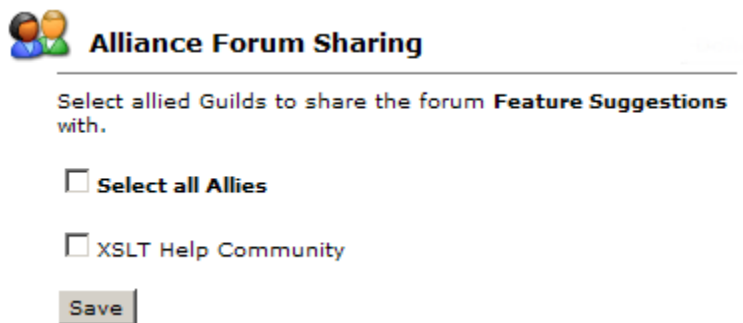 Alliance Forum Sharing
Select allied Guilds to share the forum Feature Suggestions
with.
Select all Allies
XSLT Help Community
Save